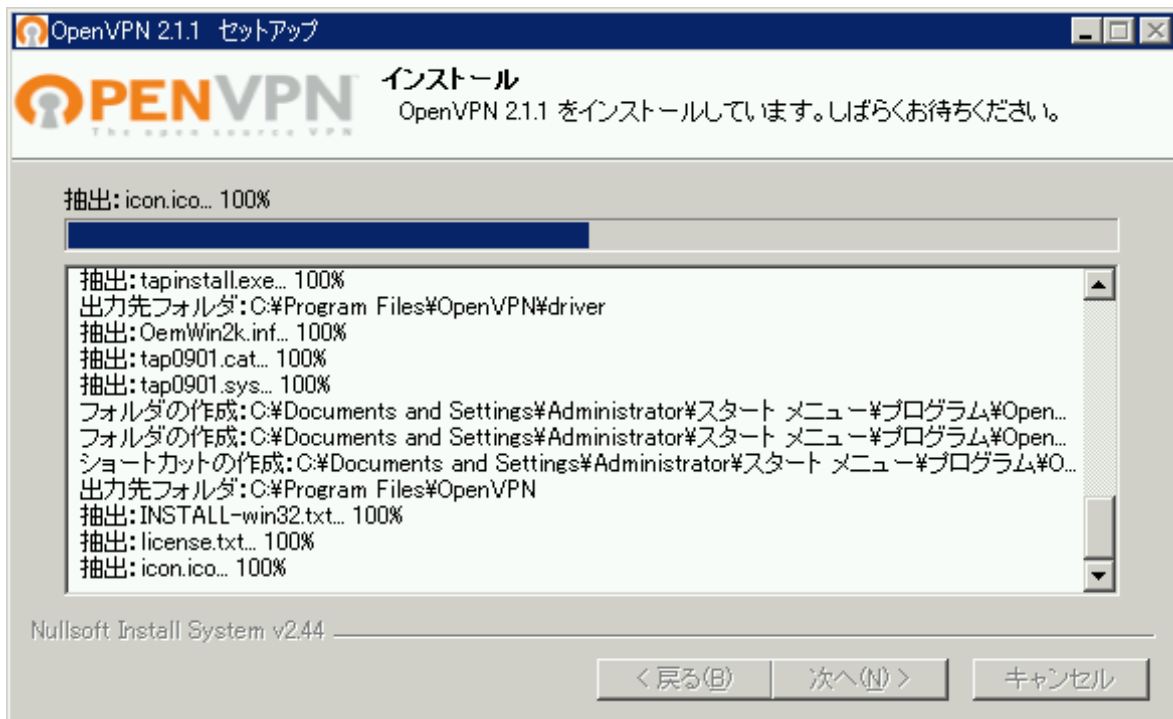 OpenVPN 2.1.1 セットアップ
OPENVPN
The open source VPN
インストール
OpenVPN 2.1.1 をインストールしています。しばらくお待ちください。
抽出: icon.ico... 100%
抽出: tapinstall.exe... 100%
出力先フォルダ: C:¥Program Files¥OpenVPN¥driver
抽出: OemWin2k.inf... 100%
抽出: tap0901.cat... 100%
抽出: tap0901.sys... 100%
フォルダの作成: C:¥Documents and Settings¥Administrator¥スタート メニュー¥プログラム¥Open...
フォルダの作成: C:¥Documents and Settings¥Administrator¥スタート メニュー¥プログラム¥Open...
ショートカットの作成: C:¥Documents and Settings¥Administrator¥スタート メニュー¥プログラム¥O...
出力先フォルダ: C:¥Program Files¥OpenVPN
抽出: INSTALL-win32.txt... 100%
抽出: license.txt... 100%
抽出: icon.ico... 100%
Nullsoft Install System v2.44
< 戻る(B) 次へ(N) > キャンセル